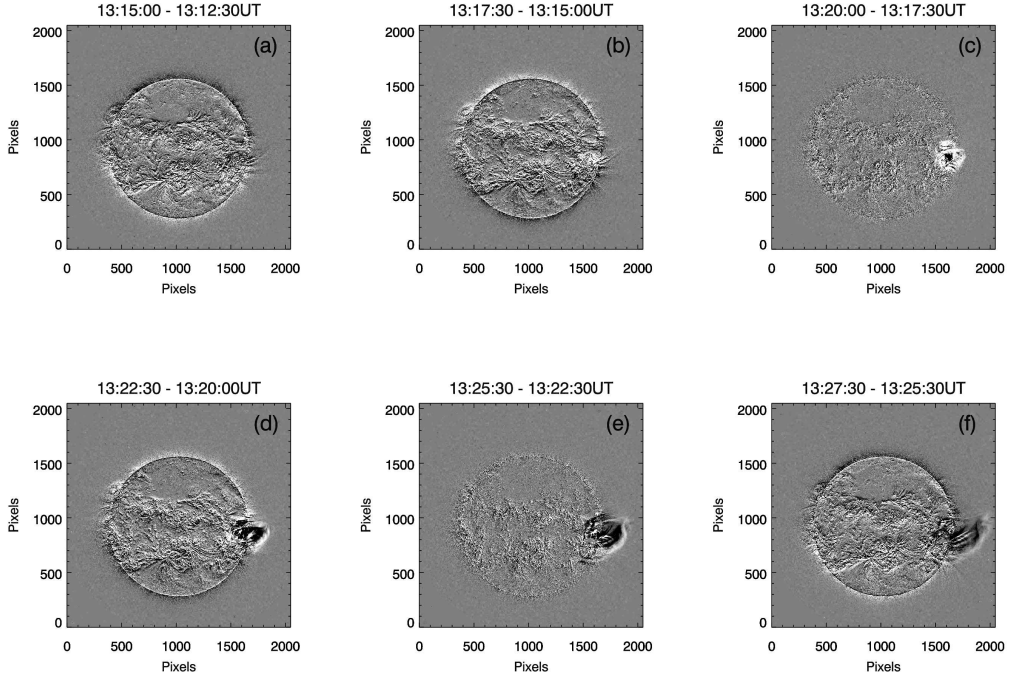 13:15:00 - 13:12:30UT
13:17:30 - 13:15:00UT
13:20:00 - 13:17:30UT
(a)
(b)
(c)
2000
1500
1000
500
0
Pixels
0 500 1000 1500 2000
Pixels
2000
1500
1000
500
0
Pixels
0 500 1000 1500 2000
Pixels
2000
1500
1000
500
0
Pixels
0 500 1000 1500 2000
Pixels
13:22:30 - 13:20:00UT
13:25:30 - 13:22:30UT
13:27:30 - 13:25:30UT
(d)
(e)
(f)
2000
1500
1000
500
0
Pixels
0 500 1000 1500 2000
Pixels
2000
1500
1000
500
0
Pixels
0 500 1000 1500 2000
Pixels
2000
1500
1000
500
0
Pixels
0 500 1000 1500 2000
Pixels